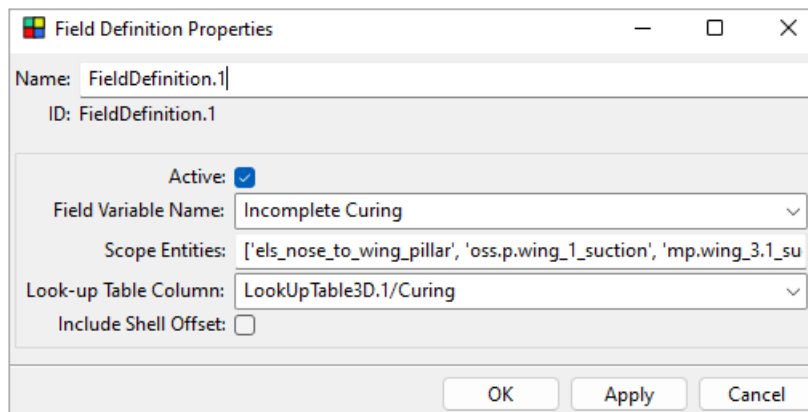 Field Definition Properties
Name: FieldDefinition.1
ID: FieldDefinition.1
Active:
Field Variable Name: Incomplete Curing
Scope Entities: ['els_nose_to_wing_pillar', 'oss.p.wing_1_suction', 'mp.wing_3.1_su
Look-up Table Column: LookUpTable3D.1/Curing
Include Shell Offset:
OK Apply Cancel